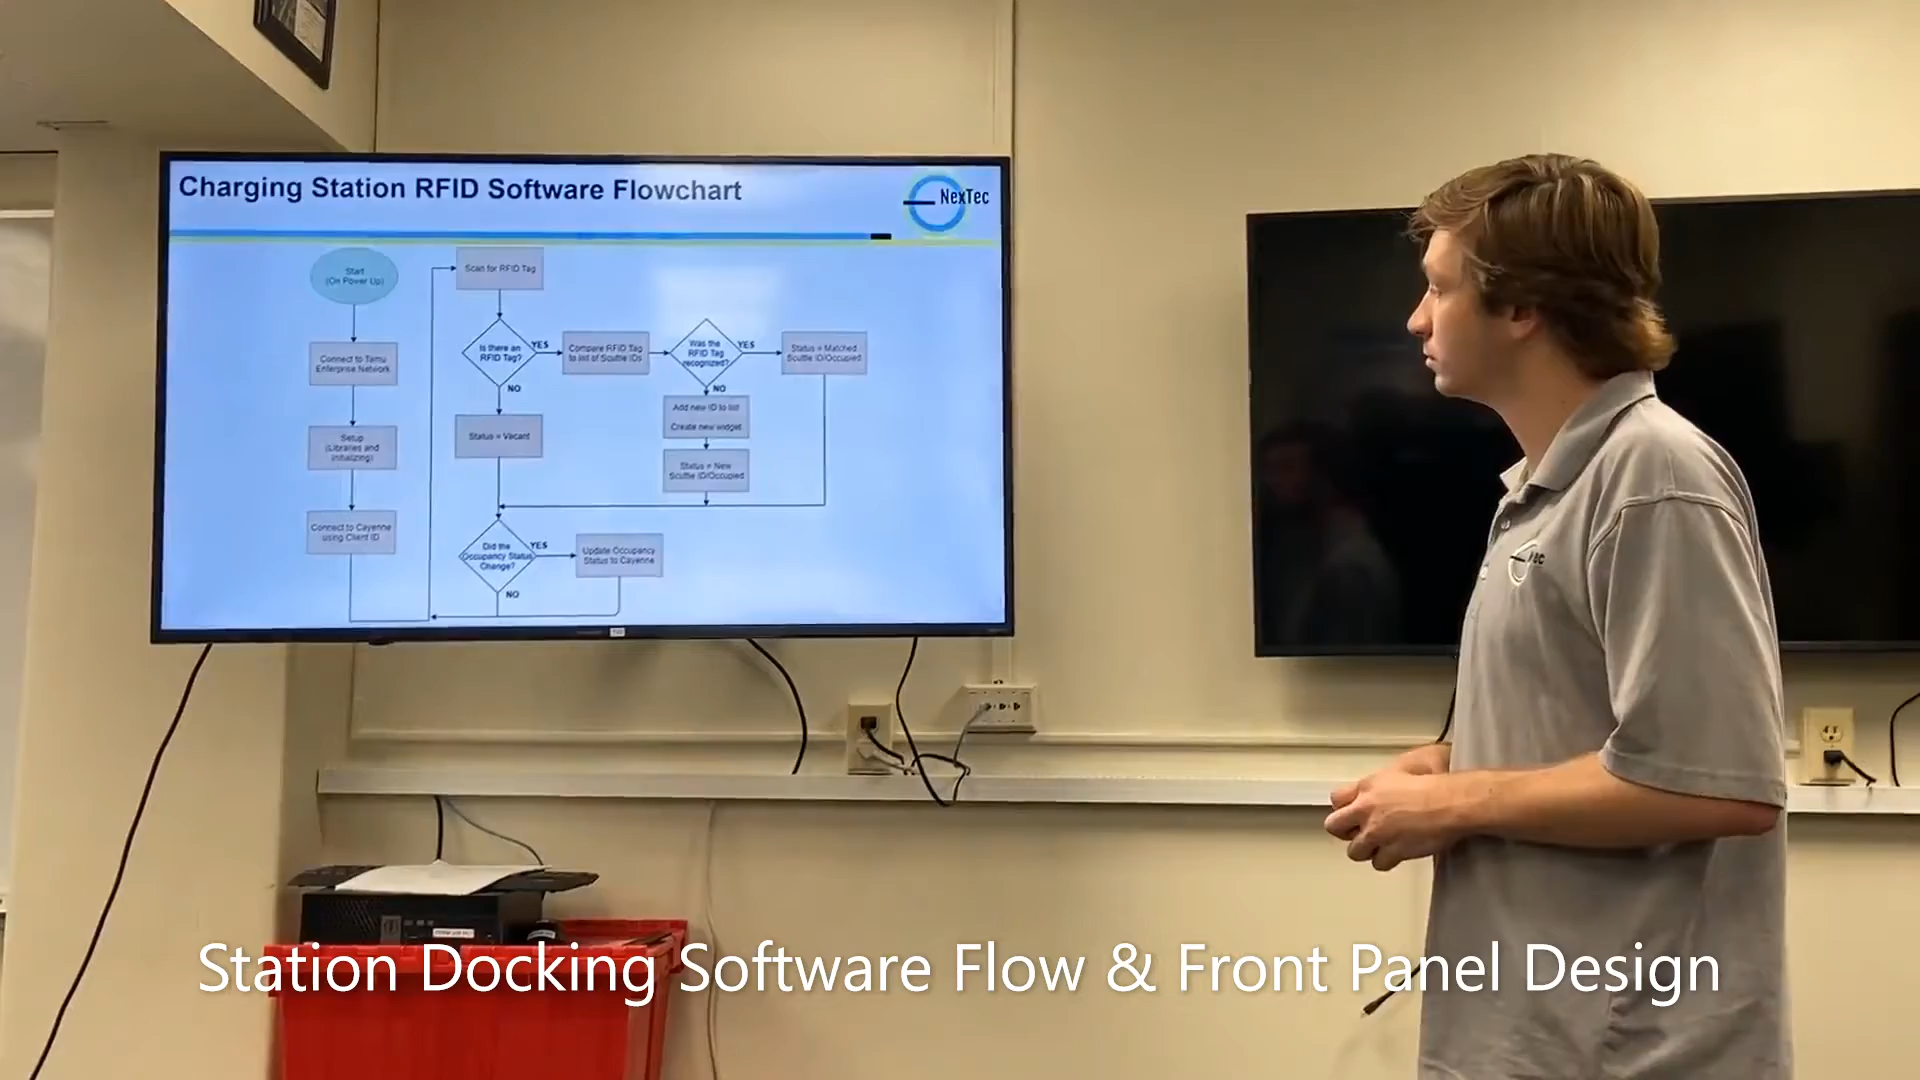 Charging Station RFID Software Flowchart
NexTec
Start
(On Power Up)
Connect to Tamu
Enterprise Network
Setup
(Libraries and
Initializing)
Connect to Cayenne
using Client ID
Scan for RFID Tag
Is there an
RFID Tag?
YES
NO
Compare RFID Tag
to list of Scuttle IDs
Was the
RFID Tag
recognized?
YES
NO
Status = Matched
Scuttle ID/Occupied
Add new ID to list
Create new widget
Status = New
Scuttle ID/Occupied
Status = Vacant
Did the
Occupancy Status
Change?
YES
NO
Update Occupancy
Status to Cayenne
Station Docking Software Flow & Front Panel Design